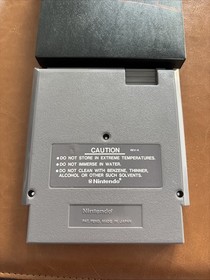 CAUTION
●DO NOT STORE IN EXTREME TEMPERATURES.
●DO NOT IMMERSE IN WATER.
●DO NOT CLEAN WITH BENZENE, THINNER,
ALCOHOL OR OTHER SUCH SOLVENTS.
®Nintendo
Nintendo